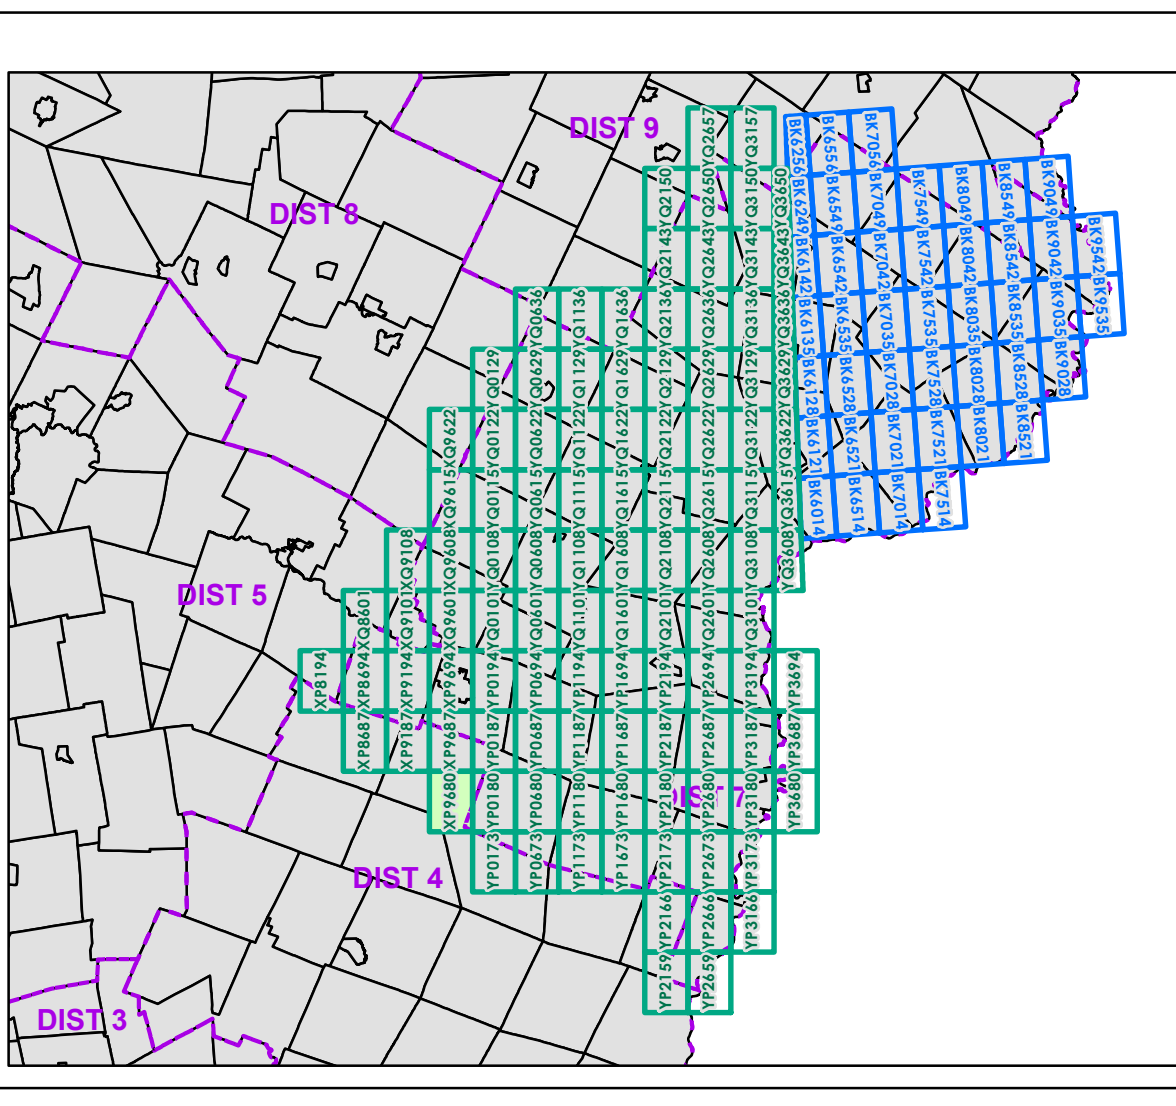 DIST 9
DIST 8
DIST 5
DIST 7
DIST 4
DIST 3
YQ2657 YQ3157
YQ2150 YQ2650 YQ3150 YQ3650
YQ2143 YQ2643 YQ3143 YQ3643
YQ0636 YQ1136 YQ1636 YQ2136 YQ2636 YQ3136 YQ3636
YQ0129 YQ0629 YQ1129 YQ1629 YQ2129 YQ2629 YQ3129 YQ3629
XQ9622 YQ0122 YQ0622 YQ1122 YQ1622 YQ2122 YQ2622 YQ3122 YQ3622
XQ9615 YQ0115 YQ0615 YQ1115 YQ1615 YQ2115 YQ2615 YQ3115 YQ3615
XQ9108 XQ9608 YQ0108 YQ0608 YQ1108 YQ1608 YQ2108 YQ2608 YQ3108 YQ3608
XQ8601 XQ9101 XQ9601 YQ0101 YQ0601 YQ1101 YQ1601 YQ2101 YQ2601 YQ3101
XP8194 XP8694 XP9194 XP9694 YP0194 YP0694 YP1194 YP1694 YP2194 YP2694 YP3194 YP3694
XP8687 XP9187 XP9687 YP0187 YP0687 YP1187 YP1687 YP2187 YP2687 YP3187 YP3687
XP9680 YP0180 YP0680 YP1180 YP1680 YP2180 YP2680 YP3180 YP3680
YP0173 YP0673 YP1173 YP1673 YP2173 YP2673 YP3173
YP2166 YP2666 YP3166
YP2159 YP2659
BK6256 BK6556 BK7056
BK6249 BK6549 BK7049 BK7549 BK8049 BK8549 BK9049
BK6142 BK6542 BK7042 BK7542 BK8042 BK8542 BK9042 BK9542
BK6135 BK6535 BK7035 BK7535 BK8035 BK8535 BK9035 BK9535
BK6128 BK6528 BK7028 BK7528 BK8028 BK8528 BK9028
BK6121 BK6521 BK7021 BK7521 BK8021 BK8521
BK6014 BK6514 BK7014 BK7514